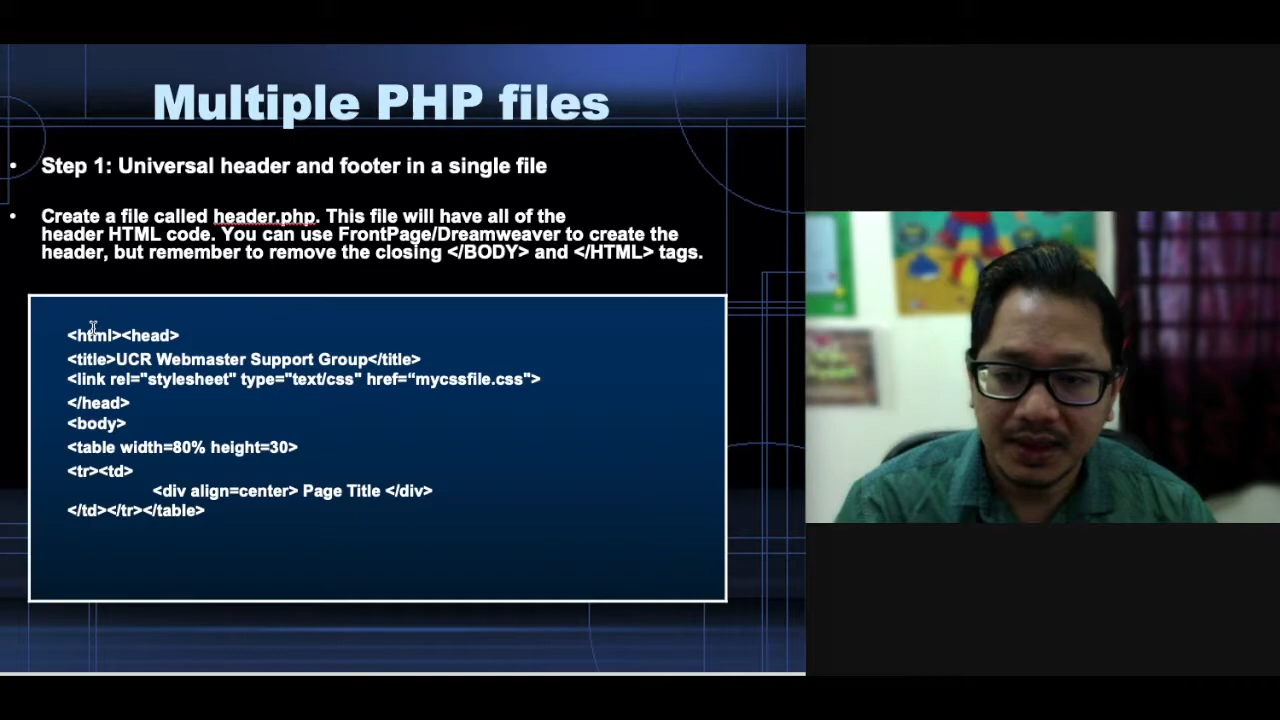 Multiple PHP files
• Step 1: Universal header and footer in a single file
• Create a file called header.php. This file will have all of the
header HTML code. You can use FrontPage/Dreamweaver to create the
header, but remember to remove the closing </BODY> and </HTML> tags.
<html><head>
<title>UCR Webmaster Support Group</title>
<link rel="stylesheet" type="text/css" href=“mycssfile.css">
</head>
<body>
<table width=80% height=30>
<tr><td>
<div align=center> Page Title </div>
</td></tr></table>